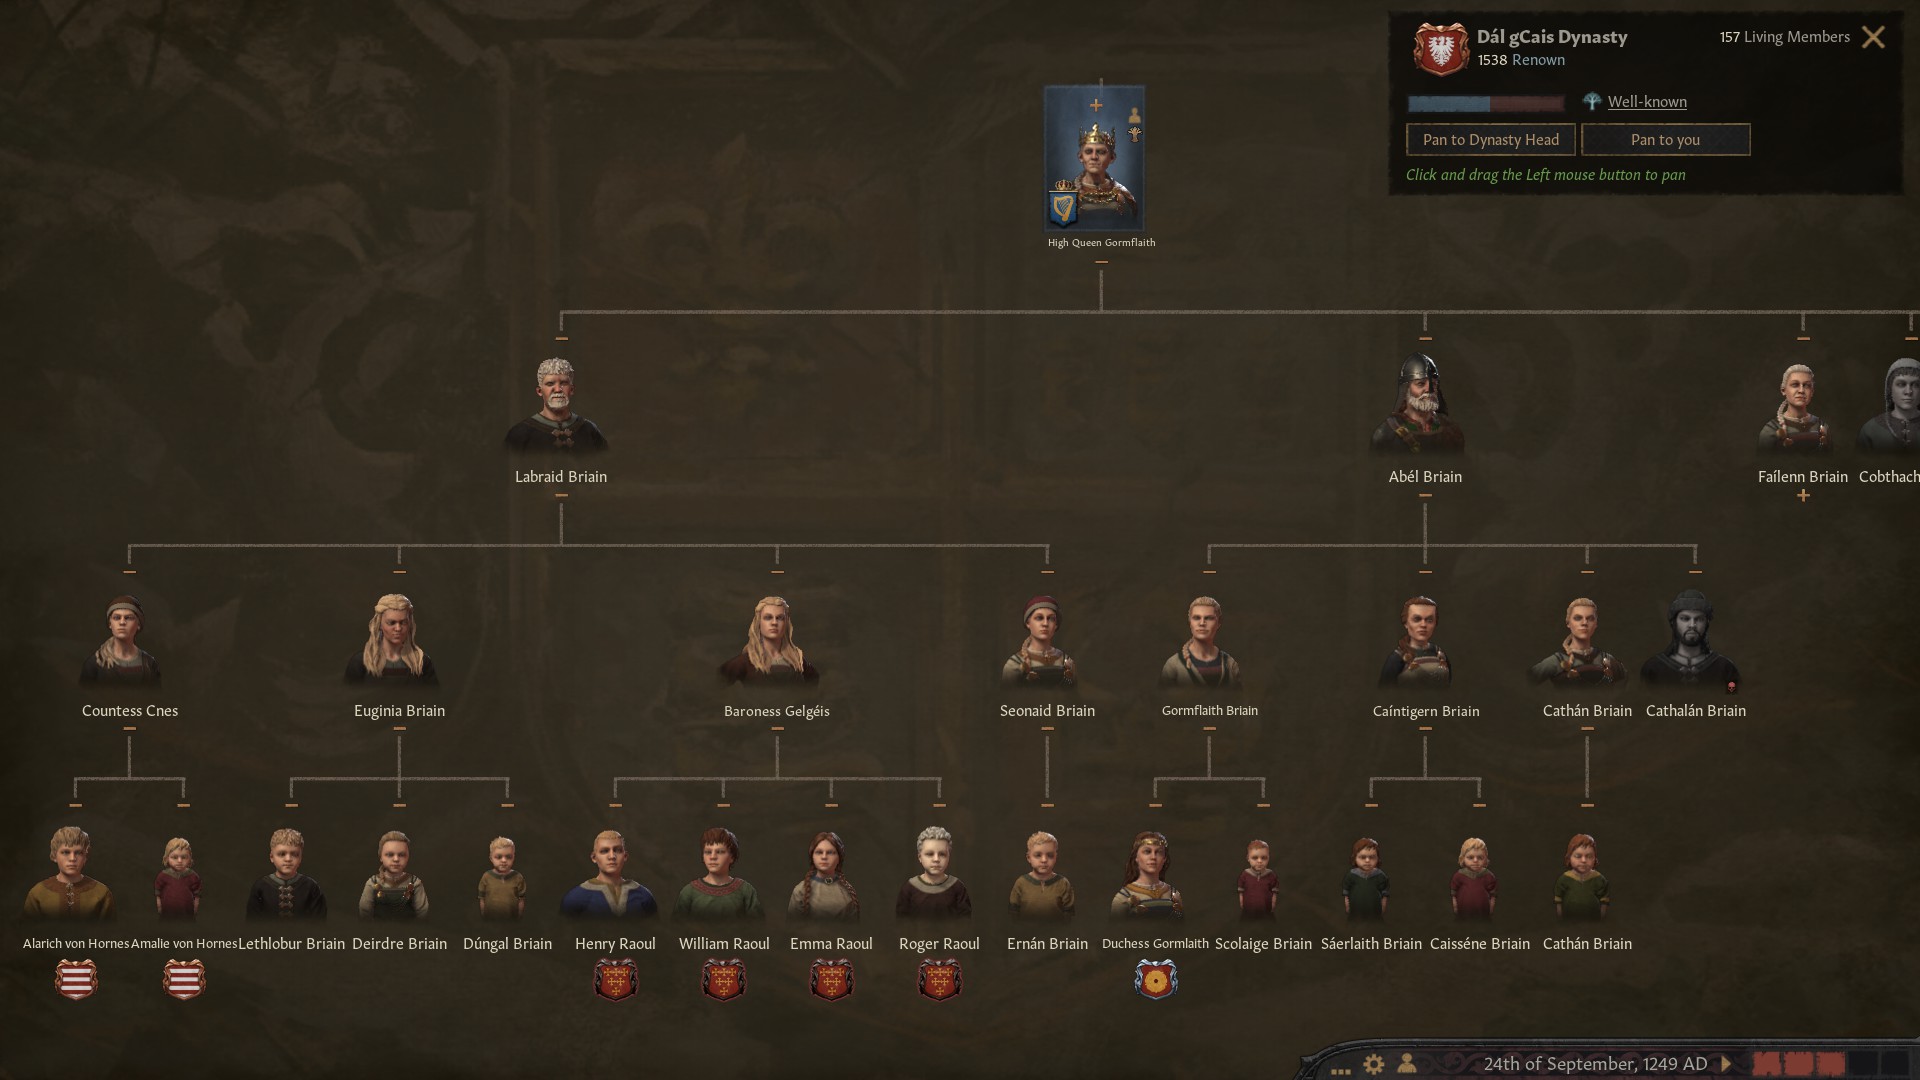 Dál gCais Dynasty
157 Living Members
1538 Renown
Well-known
Pan to Dynasty Head
Pan to you
Click and drag the Left mouse button to pan
High Queen Gormflaith
Labraid Briain
Abél Briain
Faílenn Briain
Cobthach
Countess Cnes
Euginia Briain
Baroness Gelgéis
Seonaid Briain
Gormflaith Briain
Caíntigern Briain
Cathán Briain
Cathalán Briain
Alarich von Hornes
Amalie von Hornes
Lethlobur Briain
Deirdre Briain
Dúngal Briain
Henry Raoul
William Raoul
Emma Raoul
Roger Raoul
Ernán Briain
Duchess Gormlaith
Scolaige Briain
Sáerlaith Briain
Caisséne Briain
Cathán Briain
24th of September, 1249 AD